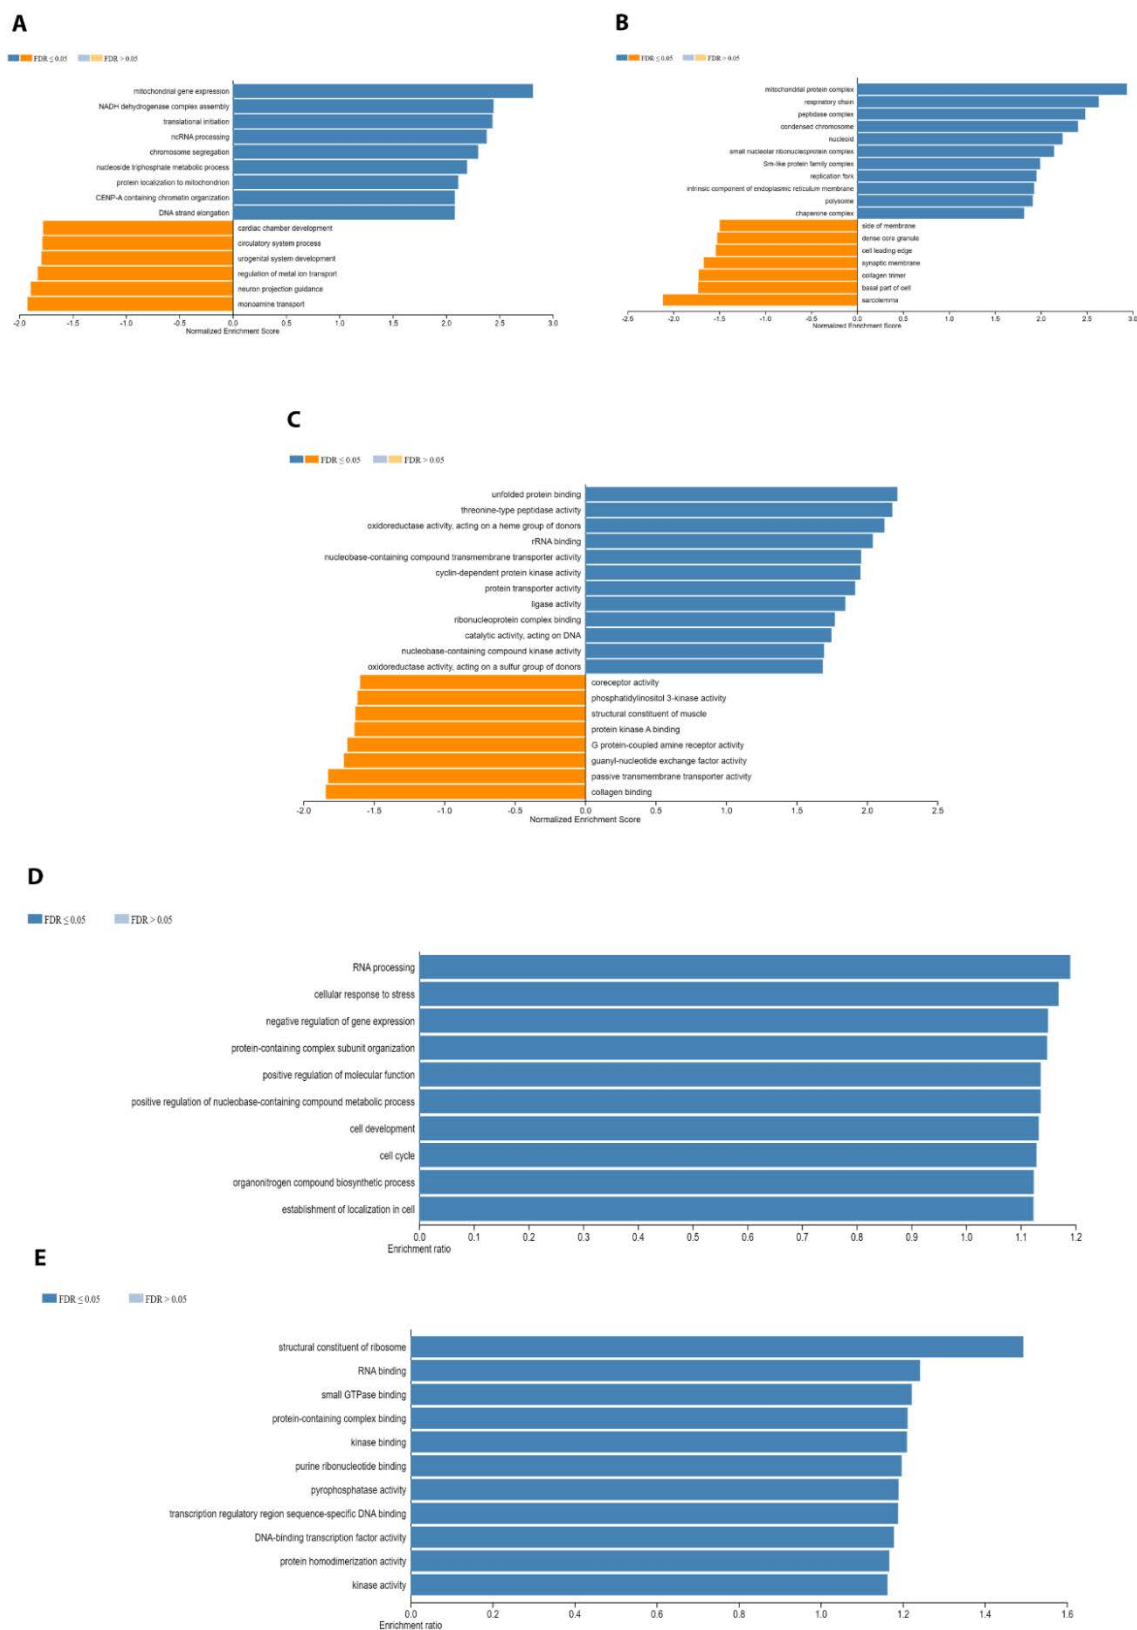 A
FDR ≤ 0.05 FDR > 0.05
mitochondrial gene expression
NADH dehydrogenase complex assembly
translational initiation
ncRNA processing
chromosome segregation
nucleoside triphosphate metabolic process
protein localization to mitochondrion
CENP-A containing chromatin organization
DNA strand elongation
cardiac chamber development
circulatory system process
urogenital system development
regulation of metal ion transport
neuron projection guidance
monoamine transport
-2.0 -1.5 -1.0 -0.5 0.0 0.5 1.0 1.5 2.0 2.5 3.0
Normalized Enrichment Score
B
FDR ≤ 0.05 FDR > 0.05
mitochondrial protein complex
respiratory chain
peptidase complex
condensed chromosome
nucleoid
small nucleolar ribonucleoprotein complex
Sm-like protein family complex
replication fork
intrinsic component of endoplasmic reticulum membrane
polysome
chaperone complex
side of membrane
dense core granule
cell leading edge
synaptic membrane
collagen trimer
basal part of cell
sarcolemma
-2.5 -2.0 -1.5 -1.0 -0.5 0.0 0.5 1.0 1.5 2.0 2.5 3.0
Normalized Enrichment Score
C
FDR ≤ 0.05 FDR > 0.05
unfolded protein binding
threonine-type peptidase activity
oxidoreductase activity, acting on a heme group of donors
rRNA binding
nucleobase-containing compound transmembrane transporter activity
cyclin-dependent protein kinase activity
protein transporter activity
ligase activity
ribonucleoprotein complex binding
catalytic activity, acting on DNA
nucleobase-containing compound kinase activity
oxidoreductase activity, acting on a sulfur group of donors
coreceptor activity
phosphatidylinositol 3-kinase activity
structural constituent of muscle
protein kinase A binding
G protein-coupled amine receptor activity
guanyl-nucleotide exchange factor activity
passive transmembrane transporter activity
collagen binding
-2.0 -1.5 -1.0 -0.5 0.0 0.5 1.0 1.5 2.0 2.5
Normalized Enrichment Score
D
FDR ≤ 0.05 FDR > 0.05
RNA processing
cellular response to stress
negative regulation of gene expression
protein-containing complex subunit organization
positive regulation of molecular function
positive regulation of nucleobase-containing compound metabolic process
cell development
cell cycle
organonitrogen compound biosynthetic process
establishment of localization in cell
0.0 0.1 0.2 0.3 0.4 0.5 0.6 0.7 0.8 0.9 1.0 1.1 1.2
Enrichment ratio
E
FDR ≤ 0.05 FDR > 0.05
structural constituent of ribosome
RNA binding
small GTPase binding
protein-containing complex binding
kinase binding
purine ribonucleotide binding
pyrophosphatase activity
transcription regulatory region sequence-specific DNA binding
DNA-binding transcription factor activity
protein homodimerization activity
kinase activity
0.0 0.2 0.4 0.6 0.8 1.0 1.2 1.4 1.6
Enrichment ratio